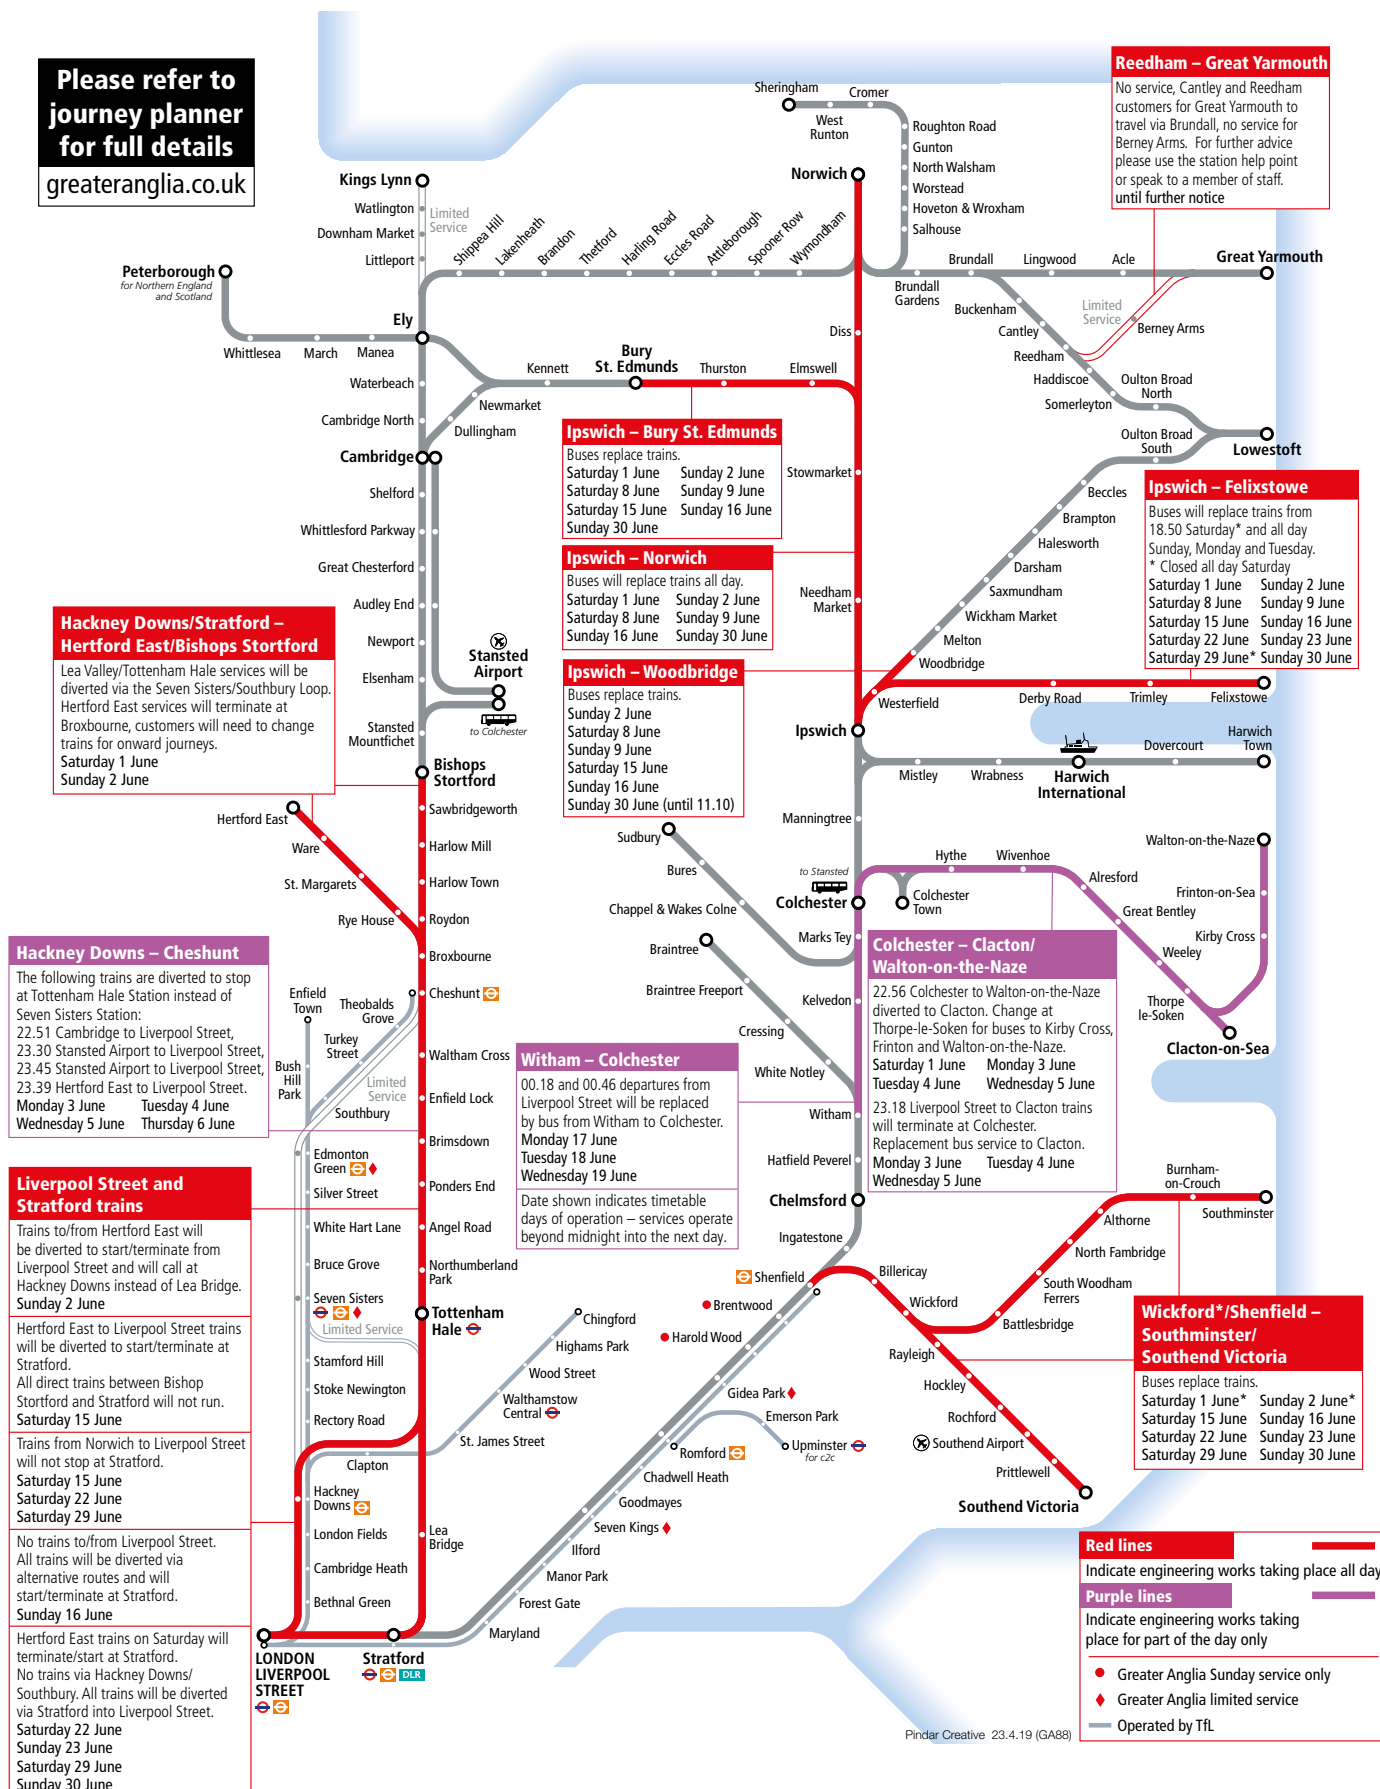 Please refer to
journey planner
for full details
greateranglia.co.uk
Reedham – Great Yarmouth
No service, Cantley and Reedham
customers for Great Yarmouth to
travel via Brundall, no service for
Berney Arms. For further advice
please use the station help point
or speak to a member of staff.
until further notice
Sheringham
Cromer
West
Runton
Roughton Road
Gunton
North Walsham
Worstead
Hoveton & Wroxham
Salhouse
Norwich
Kings Lynn
Watlington
Limited
Service
Downham Market
Littleport
Shippea Hill
Lakenheath
Brandon
Thetford
Harling Road
Eccles Road
Attleborough
Spooner Row
Wymondham
Brundall
Gardens
Brundall
Lingwood
Acle
Great Yarmouth
Buckenham
Cantley
Reedham
Limited
Service
Berney Arms
Haddiscoe
Somerleyton
Oulton Broad
North
Oulton Broad
South
Lowestoft
Peterborough
for Northern England
and Scotland
Whittlesea
March
Manea
Ely
Waterbeach
Cambridge North
Kennett
Newmarket
Dullingham
Bury
St. Edmunds
Thurston
Elmswell
Diss
Stowmarket
Needham
Market
Cambridge
Shelford
Whittlesford Parkway
Great Chesterford
Audley End
Newport
Elsenham
Stansted
Mountfichet
Stansted
Airport
to Colchester
Bishops
Stortford
Ipswich – Bury St. Edmunds
Buses replace trains.
Saturday 1 June Sunday 2 June
Saturday 8 June Sunday 9 June
Saturday 15 June Sunday 16 June
Sunday 30 June
Ipswich – Norwich
Buses will replace trains all day.
Saturday 1 June Sunday 2 June
Saturday 8 June Sunday 9 June
Sunday 16 June Sunday 30 June
Ipswich – Woodbridge
Buses replace trains.
Sunday 2 June
Saturday 8 June
Sunday 9 June
Saturday 15 June
Sunday 16 June
Sunday 30 June (until 11.10)
Beccles
Brampton
Halesworth
Darsham
Saxmundham
Wickham Market
Melton
Woodbridge
Westerfield
Derby Road
Trimley
Felixstowe
Ipswich – Felixstowe
Buses will replace trains from
18.50 Saturday* and all day
Sunday, Monday and Tuesday.
* Closed all day Saturday
Saturday 1 June Sunday 2 June
Saturday 8 June Sunday 9 June
Saturday 15 June Sunday 16 June
Saturday 22 June Sunday 23 June
Saturday 29 June* Sunday 30 June
Ipswich
Mistley
Wrabness
Harwich
International
Dovercourt
Harwich
Town
Manningtree
Hackney Downs/Stratford –
Hertford East/Bishops Stortford
Lea Valley/Tottenham Hale services will be
diverted via the Seven Sisters/Southbury Loop.
Hertford East services will terminate at
Broxbourne, customers will need to change
trains for onward journeys.
Saturday 1 June
Sunday 2 June
Hertford East
Ware
St. Margarets
Rye House
Sawbridgeworth
Harlow Mill
Harlow Town
Roydon
Broxbourne
Cheshunt
Waltham Cross
Enfield Lock
Brimsdown
Ponders End
Angel Road
Northumberland
Park
Tottenham
Hale
Lea
Bridge
Sudbury
Bures
Chappel & Wakes Colne
to Stansted
Colchester
Marks Tey
Kelvedon
Hythe
Wivenhoe
Colchester
Town
Alresford
Great Bentley
Weeley
Thorpe
le-Soken
Walton-on-the-Naze
Frinton-on-Sea
Kirby Cross
Clacton-on-Sea
Braintree
Braintree Freeport
Cressing
White Notley
Witham
Hatfield Peverel
Chelmsford
Ingatestone
Colchester – Clacton/
Walton-on-the-Naze
22.56 Colchester to Walton-on-the-Naze
diverted to Clacton. Change at
Thorpe-le-Soken for buses to Kirby Cross,
Frinton and Walton-on-the-Naze.
Saturday 1 June Monday 3 June
Tuesday 4 June Wednesday 5 June
23.18 Liverpool Street to Clacton trains
will terminate at Colchester.
Replacement bus service to Clacton.
Monday 3 June Tuesday 4 June
Wednesday 5 June
Witham – Colchester
00.18 and 00.46 departures from
Liverpool Street will be replaced
by bus from Witham to Colchester.
Monday 17 June
Tuesday 18 June
Wednesday 19 June
Date shown indicates timetable
days of operation – services operate
beyond midnight into the next day.
Hackney Downs – Cheshunt
The following trains are diverted to stop
at Tottenham Hale Station instead of
Seven Sisters Station:
22.51 Cambridge to Liverpool Street,
23.30 Stansted Airport to Liverpool Street,
23.45 Stansted Airport to Liverpool Street,
23.39 Hertford East to Liverpool Street.
Monday 3 June Tuesday 4 June
Wednesday 5 June Thursday 6 June
Enfield
Town
Theobalds
Grove
Turkey
Street
Bush
Hill
Park
Limited
Service
Southbury
Edmonton
Green
Silver Street
White Hart Lane
Bruce Grove
Seven Sisters
Limited Service
Stamford Hill
Stoke Newington
Rectory Road
Clapton
Hackney
Downs
London Fields
Cambridge Heath
Bethnal Green
LONDON
LIVERPOOL
STREET
Stratford
DLR
Chingford
Highams Park
Wood Street
Walthamstow
Central
St. James Street
Liverpool Street and
Stratford trains
Trains to/from Hertford East will
be diverted to start/terminate from
Liverpool Street and will call at
Hackney Downs instead of Lea Bridge.
Sunday 2 June
Hertford East to Liverpool Street trains
will be diverted to start/terminate at
Stratford.
All direct trains between Bishop
Stortford and Stratford will not run.
Saturday 15 June
Trains from Norwich to Liverpool Street
will not stop at Stratford.
Saturday 15 June
Saturday 22 June
Saturday 29 June
No trains to/from Liverpool Street.
All trains will be diverted via
alternative routes and will
start/terminate at Stratford.
Sunday 16 June
Hertford East trains on Saturday will
terminate/start at Stratford.
No trains via Hackney Downs/
Southbury. All trains will be diverted
via Stratford into Liverpool Street.
Saturday 22 June
Sunday 23 June
Saturday 29 June
Sunday 30 June
Shenfield
Brentwood
Harold Wood
Gidea Park
Emerson Park
Upminster
for c2c
Romford
Chadwell Heath
Goodmayes
Seven Kings
Ilford
Manor Park
Forest Gate
Maryland
Billericay
Wickford
Rayleigh
Hockley
Rochford
Southend Airport
Prittlewell
Southend Victoria
Battlesbridge
South Woodham
Ferrers
North Fambridge
Althorne
Burnham-
on-Crouch
Southminster
Wickford*/Shenfield –
Southminster/
Southend Victoria
Buses replace trains.
Saturday 1 June* Sunday 2 June*
Saturday 15 June Sunday 16 June
Saturday 22 June Sunday 23 June
Saturday 29 June Sunday 30 June
Red lines
Indicate engineering works taking place all day
Purple lines
Indicate engineering works taking
place for part of the day only
Greater Anglia Sunday service only
Greater Anglia limited service
Operated by TfL
Pindar Creative 23.4.19 (GA88)